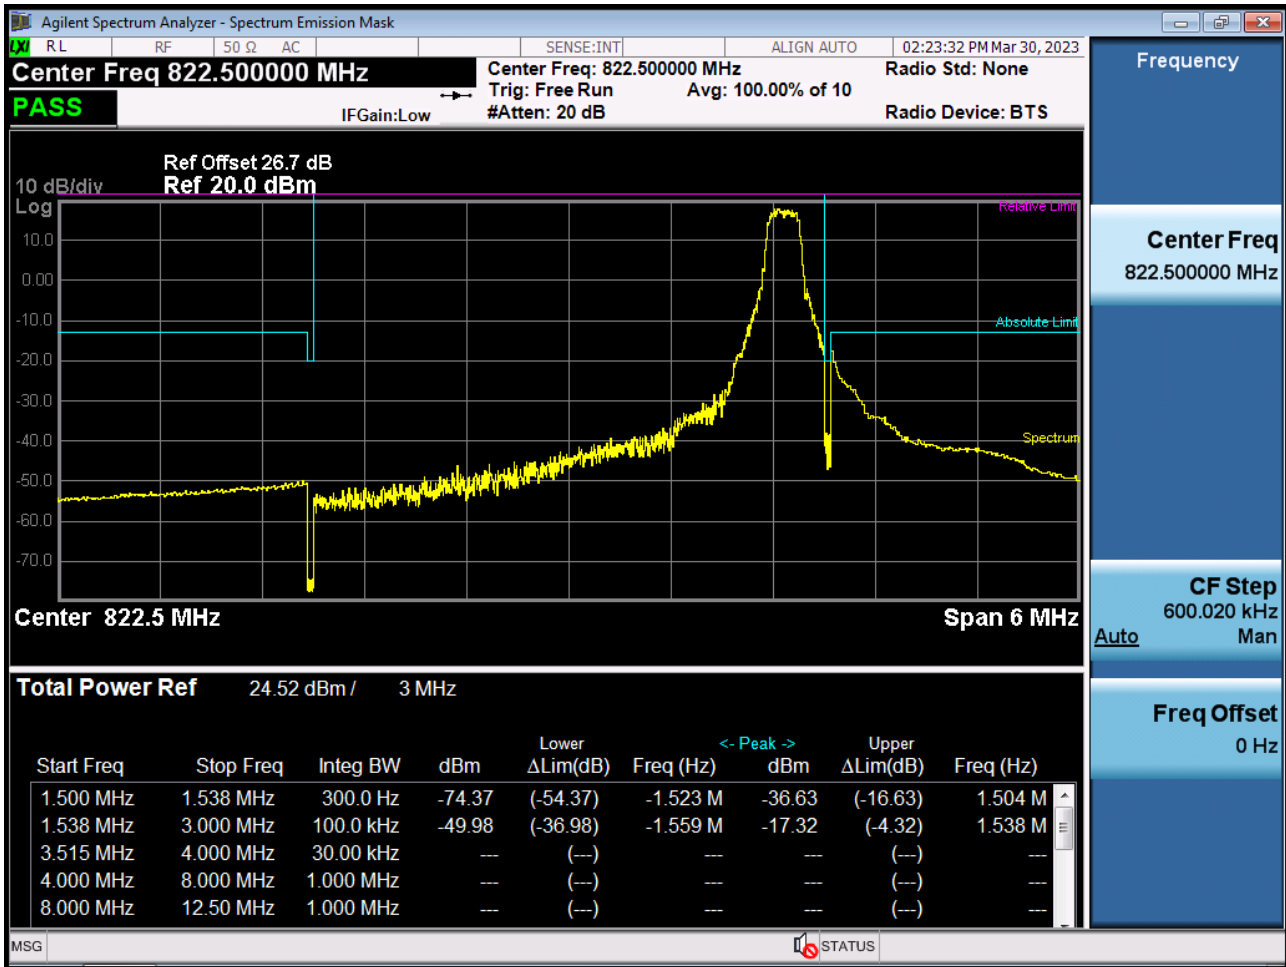 Agilent Spectrum Analyzer - Spectrum Emission Mask
LXI RL RF 50 Ω AC SENSE:INT ALIGN AUTO 02:23:32 PM Mar 30, 2023
Center Freq 822.500000 MHz
Center Freq: 822.500000 MHz Radio Std: None
Trig: Free Run Avg: 100.00% of 10
PASS IFGain:Low #Atten: 20 dB Radio Device: BTS
Ref Offset 26.7 dB
10 dB/div Ref 20.0 dBm
Log
Relative Limit
10.0
0.00
-10.0
Absolute Limit
-20.0
-30.0
-40.0
Spectrum
-50.0
-60.0
-70.0
Center 822.5 MHz Span 6 MHz
Total Power Ref 24.52 dBm / 3 MHz
Lower <- Peak -> Upper
Start Freq Stop Freq Integ BW dBm ΔLim(dB) Freq (Hz) dBm ΔLim(dB) Freq (Hz)
1.500 MHz 1.538 MHz 300.0 Hz -74.37 (-54.37) -1.523 M -36.63 (-16.63) 1.504 M
1.538 MHz 3.000 MHz 100.0 kHz -49.98 (-36.98) -1.559 M -17.32 (-4.32) 1.538 M
3.515 MHz 4.000 MHz 30.00 kHz --- (---) --- --- (---) ---
4.000 MHz 8.000 MHz 1.000 MHz --- (---) --- --- (---) ---
8.000 MHz 12.50 MHz 1.000 MHz --- (---) --- --- (---) ---
MSG STATUS
Frequency
Center Freq
822.500000 MHz
CF Step
600.020 kHz
Auto Man
Freq Offset
0 Hz